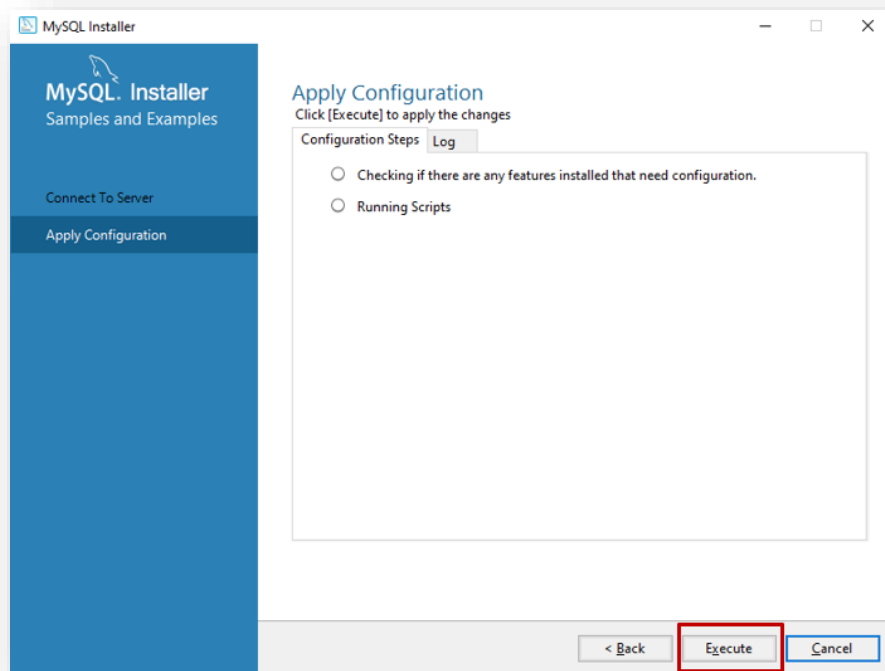 MySQL Installer
MySQL. Installer
Samples and Examples
Connect To Server
Apply Configuration
Apply Configuration
Click [Execute] to apply the changes
Configuration Steps Log
Checking if there are any features installed that need configuration.
Running Scripts
< Back Execute Cancel